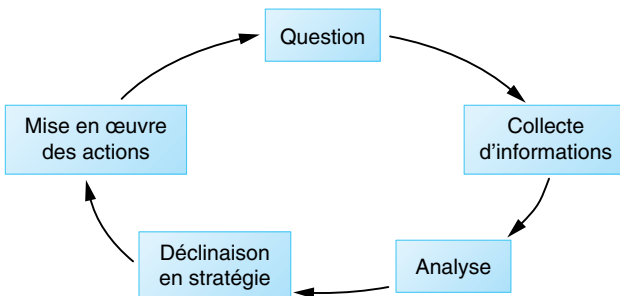 Question
Collecte
d’informations
Analyse
Déclinaison
en stratégie
Mise en œuvre
des actions